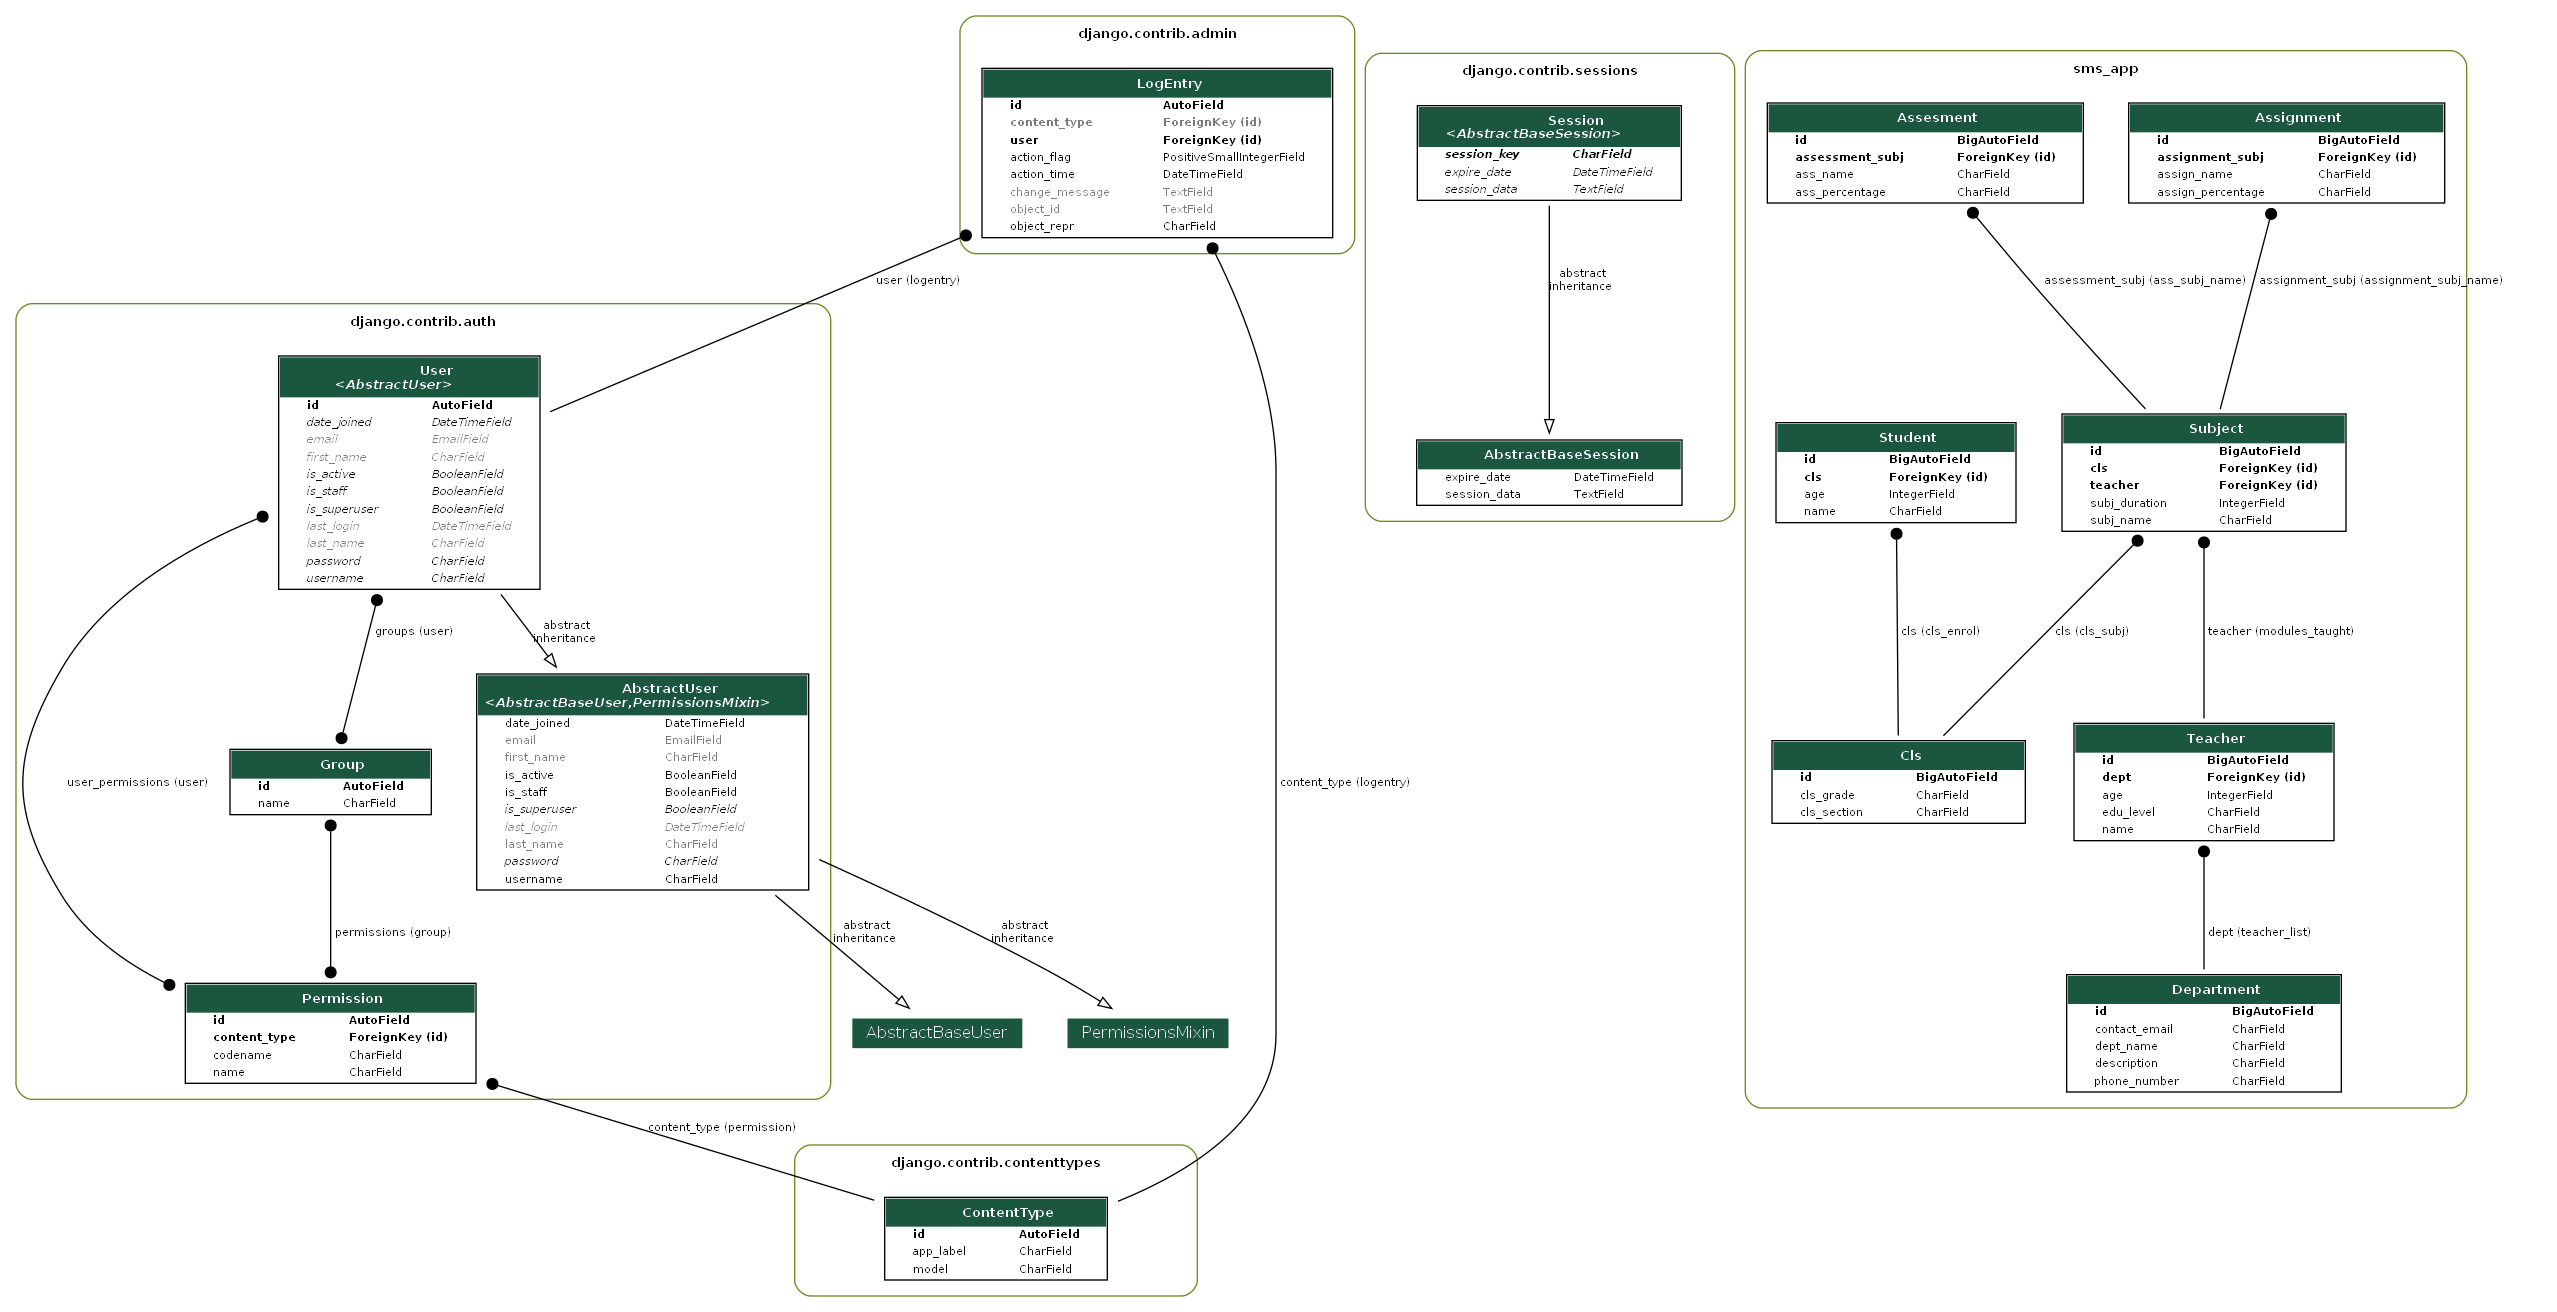 django.contrib.admin
LogEntry
id AutoField
content_type ForeignKey (id)
user ForeignKey (id)
action_flag PositiveSmallIntegerField
action_time DateTimeField
change_message TextField
object_id TextField
object_repr CharField
user (logentry)
content_type (logentry)
django.contrib.sessions
Session
<AbstractBaseSession>
session_key CharField
expire_date DateTimeField
session_data TextField
abstract
inheritance
AbstractBaseSession
expire_date DateTimeField
session_data TextField
sms_app
Assesment
id BigAutoField
assessment_subj ForeignKey (id)
ass_name CharField
ass_percentage CharField
Assignment
id BigAutoField
assignment_subj ForeignKey (id)
assign_name CharField
assign_percentage CharField
assessment_subj (ass_subj_name)
assignment_subj (assignment_subj_name)
Student
id BigAutoField
cls ForeignKey (id)
age IntegerField
name CharField
Subject
id BigAutoField
cls ForeignKey (id)
teacher ForeignKey (id)
subj_duration IntegerField
subj_name CharField
cls (cls_enrol)
cls (cls_subj)
teacher (modules_taught)
Cls
id BigAutoField
cls_grade CharField
cls_section CharField
Teacher
id BigAutoField
dept ForeignKey (id)
age IntegerField
edu_level CharField
name CharField
dept (teacher_list)
Department
id BigAutoField
contact_email CharField
dept_name CharField
description CharField
phone_number CharField
django.contrib.auth
User
<AbstractUser>
id AutoField
date_joined DateTimeField
email EmailField
first_name CharField
is_active BooleanField
is_staff BooleanField
is_superuser BooleanField
last_login DateTimeField
last_name CharField
password CharField
username CharField
groups (user)
abstract
inheritance
user_permissions (user)
Group
id AutoField
name CharField
AbstractUser
<AbstractBaseUser,PermissionsMixin>
date_joined DateTimeField
email EmailField
first_name CharField
is_active BooleanField
is_staff BooleanField
is_superuser BooleanField
last_login DateTimeField
last_name CharField
password CharField
username CharField
permissions (group)
abstract
inheritance
abstract
inheritance
Permission
id AutoField
content_type ForeignKey (id)
codename CharField
name CharField
AbstractBaseUser
PermissionsMixin
content_type (permission)
django.contrib.contenttypes
ContentType
id AutoField
app_label CharField
model CharField